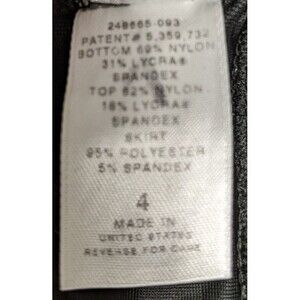 248665-093
PATENT# 5,359,732
BOTTOM 69% NYLON
31% LYCRA®
SPANDEX
TOP 82% NYLON
18% LYCRA®
SPANDEX
SKIRT
95% POLYESTER
5% SPANDEX
4
MADE IN
UNITED STATES
REVERSE FOR CARE